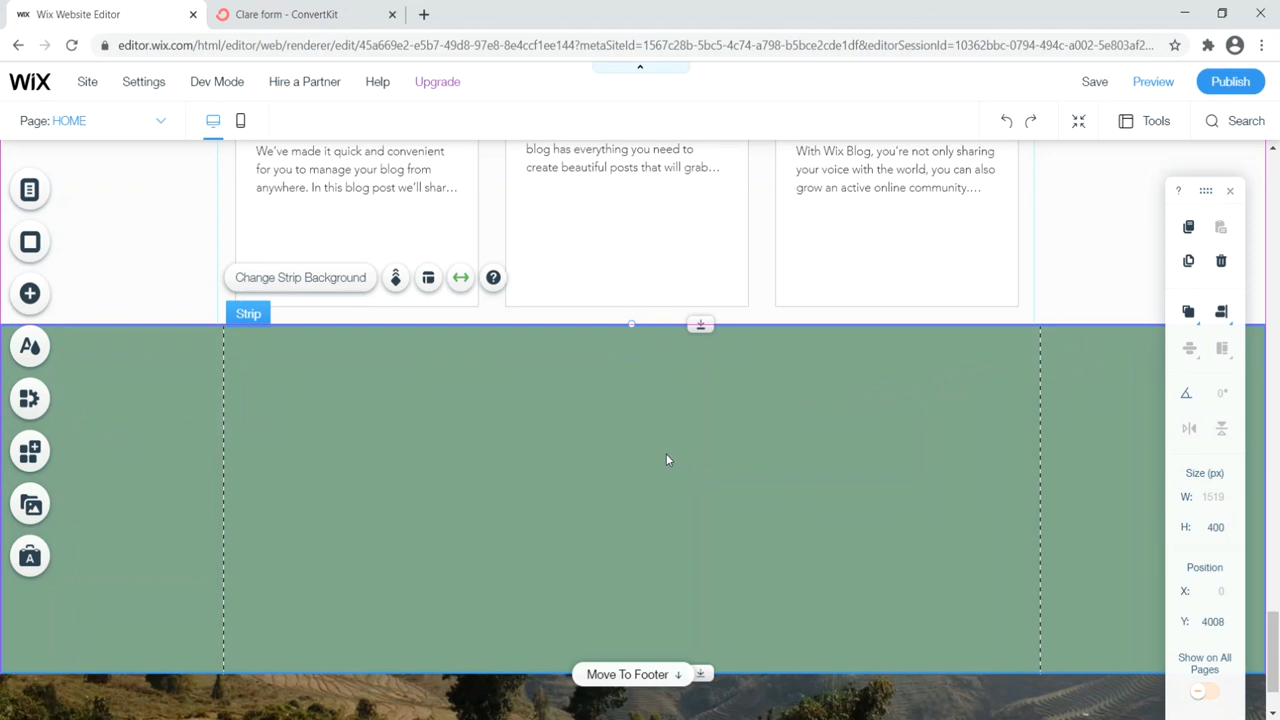 WIX Wix Website Editor
Clare form - ConvertKit
editor.wix.com/html/editor/web/renderer/edit/45a669e2-e5b7-49d8-97e8-8e4ccf1ee144?metaSiteId=1567c28b-5bc5-4c74-a798-b5bce2cde1df&editorSessionId=10362bbc-0794-494c-a002-5e803af2...
WiX Site Settings Dev Mode Hire a Partner Help Upgrade Save Preview Publish
Page: HOME Tools Search
We've made it quick and convenient
for you to manage your blog from
anywhere. In this blog post we'll shar...
blog has everything you need to
create beautiful posts that will grab...
With Wix Blog, you're not only sharing
your voice with the world, you can also
grow an active online community....
Change Strip Background
?
Strip
Move To Footer ↓
A
?
0°
Size (px)
W: 1519
H: 400
Position
X: 0
Y: 4008
Show on All
Pages